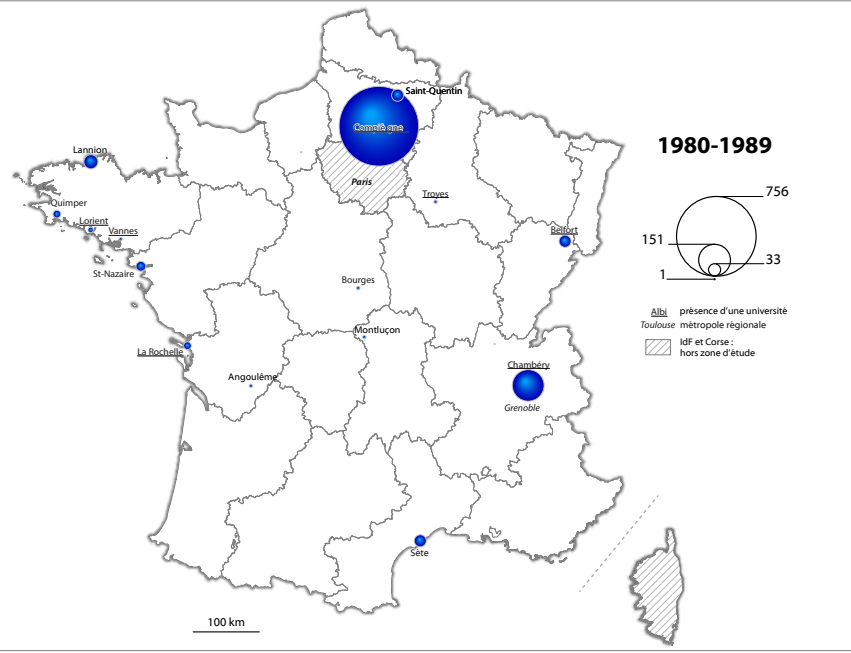 Saint-Quentin
Compiè gne
1980-1989
Lannion
Paris
756
Troyes
Quimper
Lorient
Vannes
Belfort
151
33
St-Nazaire
1
Bourges
Albi présence d'une université
Toulouse métropole régionale
Montluçon
IdF et Corse :
hors zone d'étude
La Rochelle
Chambéry
Angoulême
Grenoble
Sète
100 km